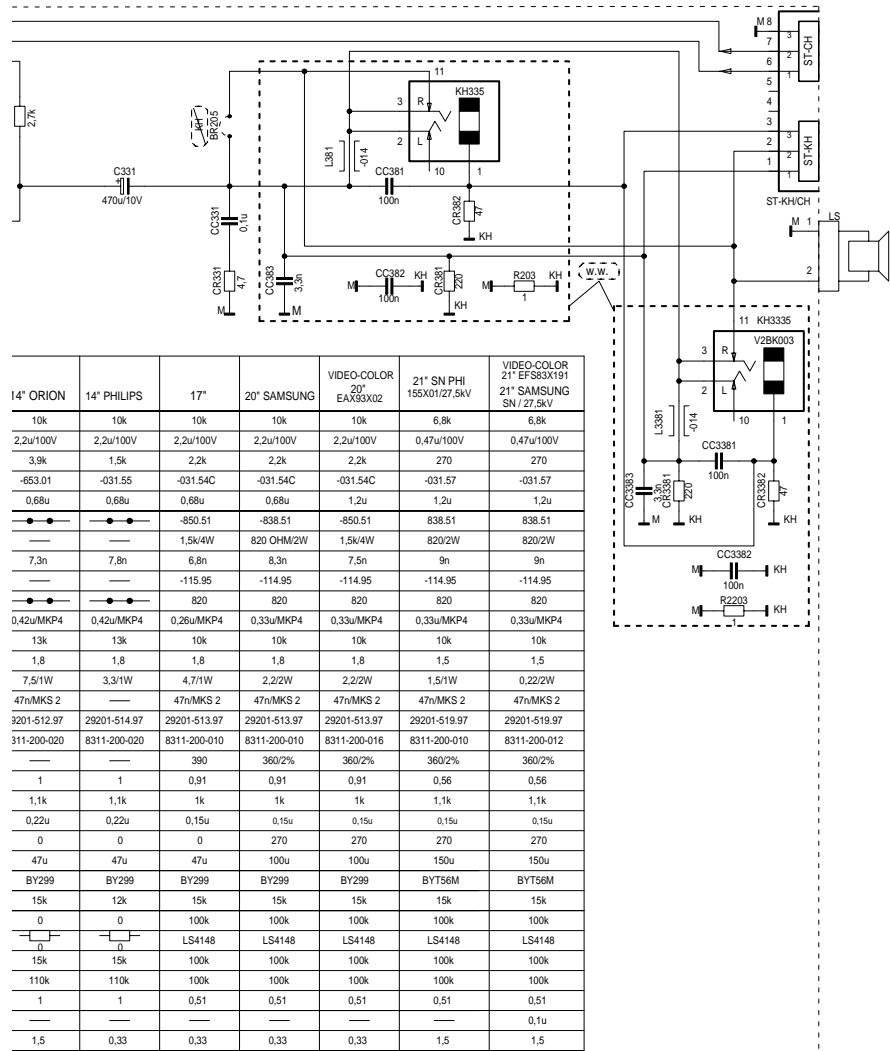 M 8
7
6
5
4
3
2
1
3
2
1
ST-CH
3
2
1
ST-KH
ST-KH/CH
M 1
LS
2
2,7k
KH
BR205
11
KH335
3 R
2 L
10
1
L381
-014
C331
+
470u/10V
CC381
100n
CR382
47
KH
CC331
0,1u
CR331
4,7
M
CC383
3,3n
M
CC382
M KH
100n
CR381
220
KH
R203
M KH
1
w.w.
11 KH3335
V2BK003
3 R
2 L
10
1
L3381
-014
CC3381
100n
CC3383
3,3n
M
CR3381
220
KH
CR3382
47
KH
CC3382
M KH
100n
R2203
M KH
1
14" ORION 14" PHILIPS 17" 20" SAMSUNG VIDEO-COLOR 20" EAX93X02 21" SN PHI 155X01/27,5kV VIDEO-COLOR 21" EFS83X191 21" SAMSUNG SN / 27,5kV
10k 10k 10k 10k 10k 6,8k 6,8k
2,2u/100V 2,2u/100V 2,2u/100V 2,2u/100V 2,2u/100V 0,47u/100V 0,47u/100V
3,9k 1,5k 2,2k 2,2k 2,2k 270 270
-653.01 -031.55 -031.54C -031.54C -031.54C -031.57 -031.57
0,68u 0,68u 0,68u 0,68u 1,2u 1,2u 1,2u
-850.51 -838.51 -850.51 838.51 838.51
— — 1,5k/4W 820 OHM/2W 1,5k/4W 820/2W 820/2W
7,3n 7,8n 6,8n 8,3n 7,5n 9n 9n
— — -115.95 -114.95 -114.95 -114.95 -114.95
820 820 820 820 820
0,42u/MKP4 0,42u/MKP4 0,26u/MKP4 0,33u/MKP4 0,33u/MKP4 0,33u/MKP4 0,33u/MKP4
13k 13k 10k 10k 10k 10k 10k
1,8 1,8 1,8 1,8 1,8 1,5 1,5
7,5/1W 3,3/1W 4,7/1W 2,2/2W 2,2/2W 1,5/1W 0,22/2W
47n/MKS 2 — 47n/MKS 2 47n/MKS 2 47n/MKS 2 47n/MKS 2 47n/MKS 2
29201-512.97 29201-514.97 29201-513.97 29201-513.97 29201-513.97 29201-519.97 29201-519.97
8311-200-020 8311-200-020 8311-200-010 8311-200-010 8311-200-016 8311-200-010 8311-200-012
— — 390 360/2% 360/2% 360/2% 360/2%
1 1 0,91 0,91 0,91 0,56 0,56
1,1k 1,1k 1k 1k 1k 1,1k 1,1k
0,22u 0,22u 0,15u 0,15u 0,15u 0,15u 0,15u
0 0 0 270 270 270 270
47u 47u 47u 100u 100u 150u 150u
BY299 BY299 BY299 BY299 BY299 BYT56M BYT56M
15k 12k 15k 15k 15k 15k 15k
0 0 100k 100k 100k 100k 100k
0 0 LS4148 LS4148 LS4148 LS4148 LS4148
15k 15k 100k 100k 100k 100k 100k
110k 110k 100k 100k 100k 100k 100k
1 1 0,51 0,51 0,51 0,51 0,51
— — — — — — 0,1u
1,5 0,33 0,33 0,33 0,33 1,5 1,5